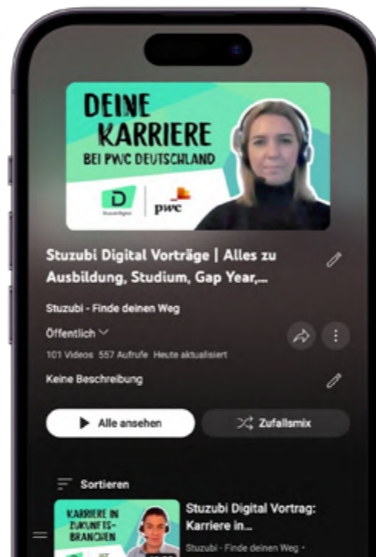 DEINE
KARRIERE
BEI PWC DEUTSCHLAND
Stuzubi Digital
pwc
Stuzubi Digital Vorträge | Alles zu
Ausbildung, Studium, Gap Year,...
Stuzubi - Finde deinen Weg
Öffentlich
101 Videos 557 Aufrufe Heute aktualisiert
Keine Beschreibung
Alle ansehen
Zufallsmix
Sortieren
KARRIERE IN
ZUKUNFTS-
BRANCHEN
Stuzubi Digital Vortrag:
Karriere in...
Stuzubi - Finde deinen Weg •